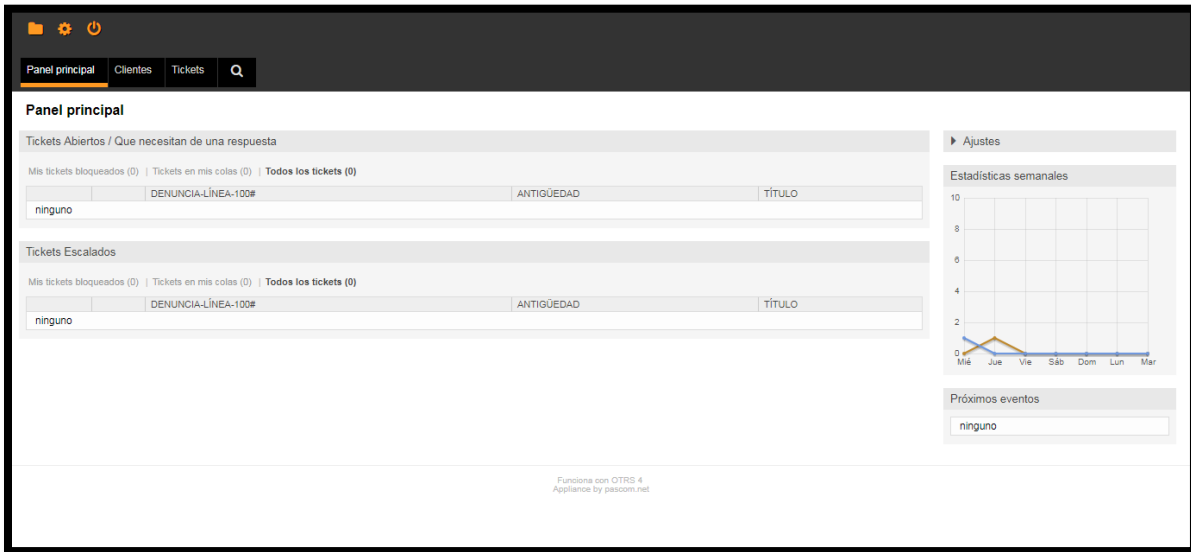 Panel principal Clientes Tickets
Panel principal
Tickets Abiertos / Que necesitan de una respuesta
Mis tickets bloqueados (0) | Tickets en mis colas (0) | Todos los tickets (0)
DENUNCIA-LÍNEA-100# ANTIGÜEDAD TÍTULO
ninguno
Tickets Escalados
Mis tickets bloqueados (0) | Tickets en mis colas (0) | Todos los tickets (0)
DENUNCIA-LÍNEA-100# ANTIGÜEDAD TÍTULO
ninguno
Ajustes
Estadísticas semanales
10
8
6
4
2
0
Mié Jue Vie Sáb Dom Lun Mar
Próximos eventos
ninguno
Funciona con OTRS 4
Appliance by pascom.net